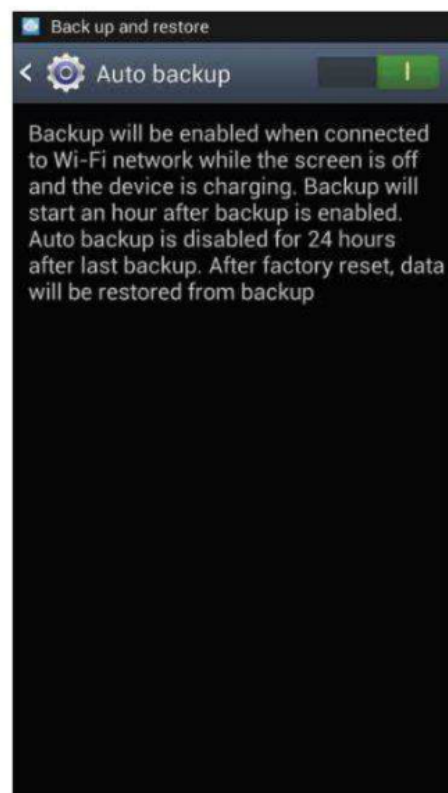 Back up and restore
Auto backup
Backup will be enabled when connected
to Wi-Fi network while the screen is off
and the device is charging. Backup will
start an hour after backup is enabled.
Auto backup is disabled for 24 hours
after last backup. After factory reset, data
will be restored from backup